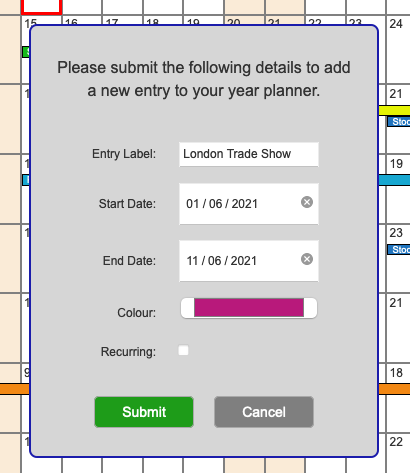 15 16 17 18 19 20 21 22 23 24
Please submit the following details to add
a new entry to your year planner.
21
Stoc
Entry Label: London Trade Show
19
Start Date: 01 / 06 / 2021
23
End Date: 11 / 06 / 2021
Stoc
Colour:
21
Recurring:
9
18
Submit Cancel
22